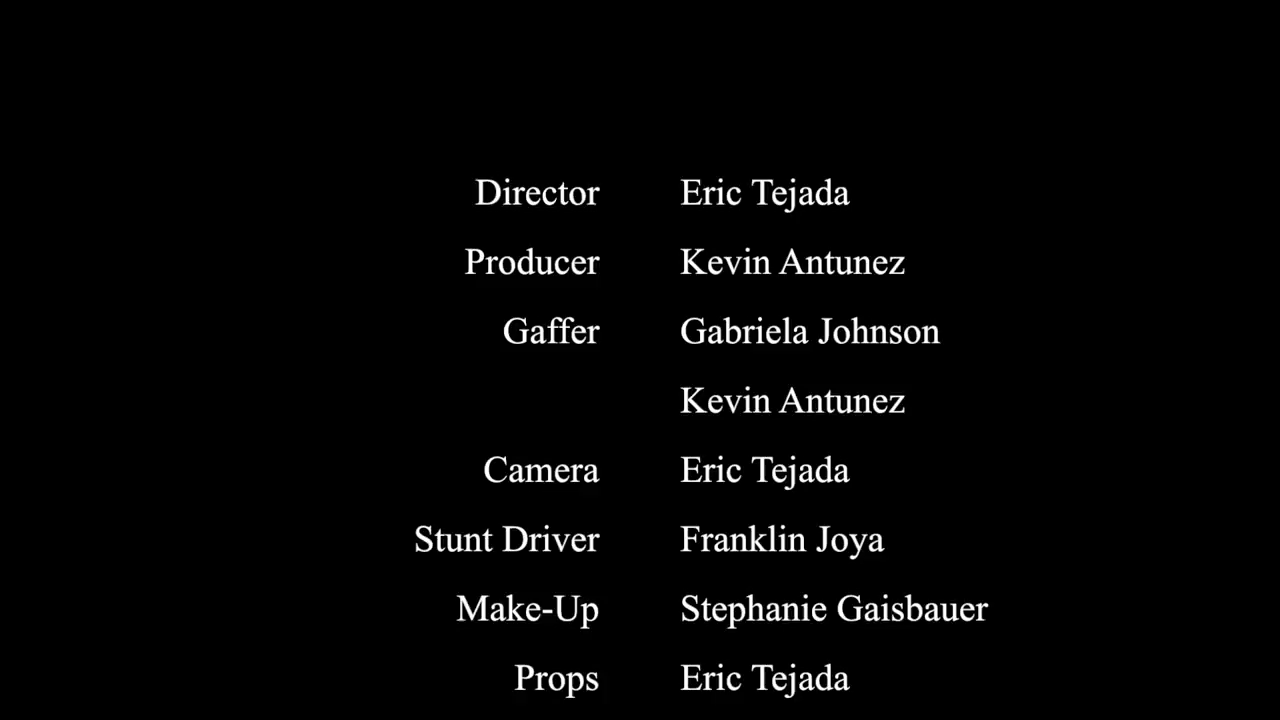 Director Eric Tejada
Producer Kevin Antunez
Gaffer Gabriela Johnson
Kevin Antunez
Camera Eric Tejada
Stunt Driver Franklin Joya
Make-Up Stephanie Gaisbauer
Props Eric Tejada